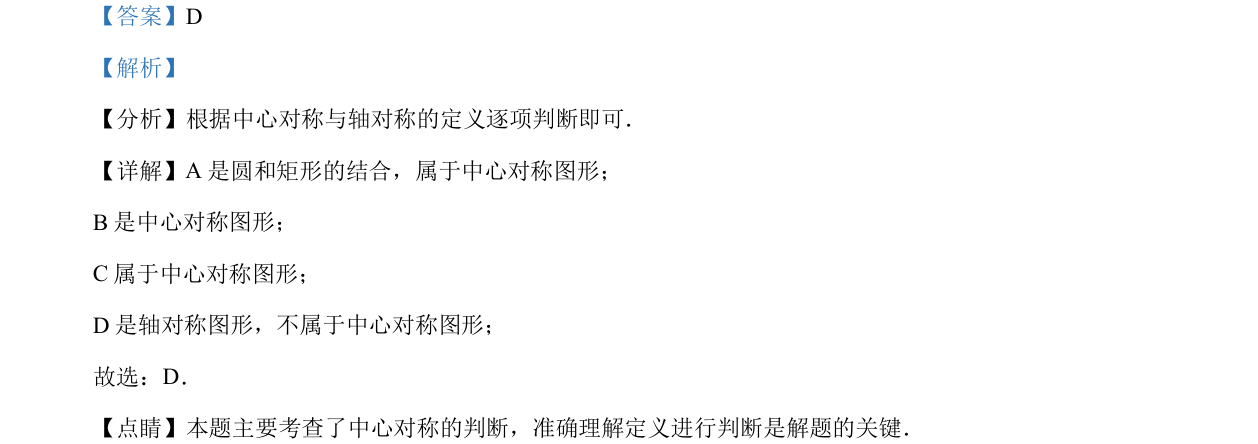 【答案】D
【解析】
【分析】根据中心对称与轴对称的定义逐项判断即可．
【详解】A 是圆和矩形的结合，属于中心对称图形；
B 是中心对称图形；
C 属于中心对称图形；
D 是轴对称图形，不属于中心对称图形；
故选：D．
【点睛】本题主要考查了中心对称的判断，准确理解定义进行判断是解题的关键．